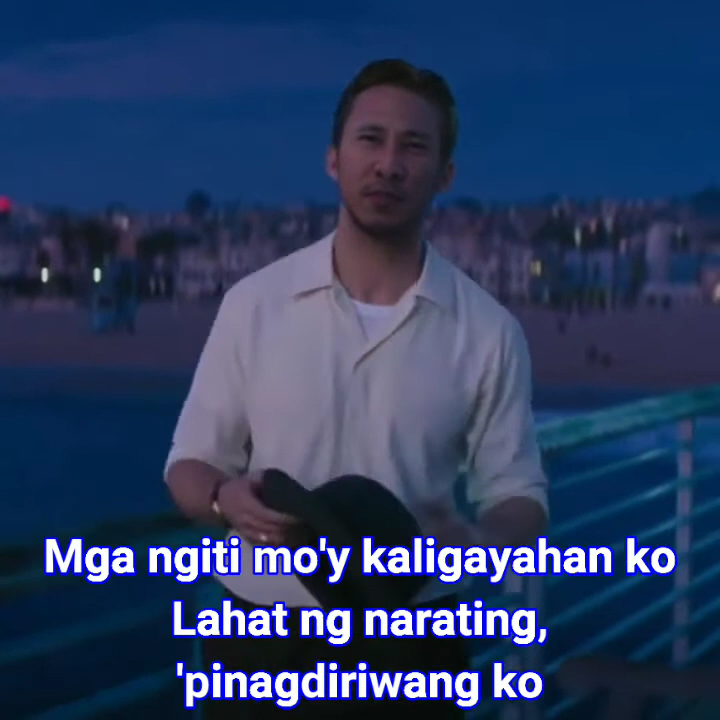 Mga ngiti mo'y kaligayahan ko
Lahat ng narating,
'pinagdiriwang ko